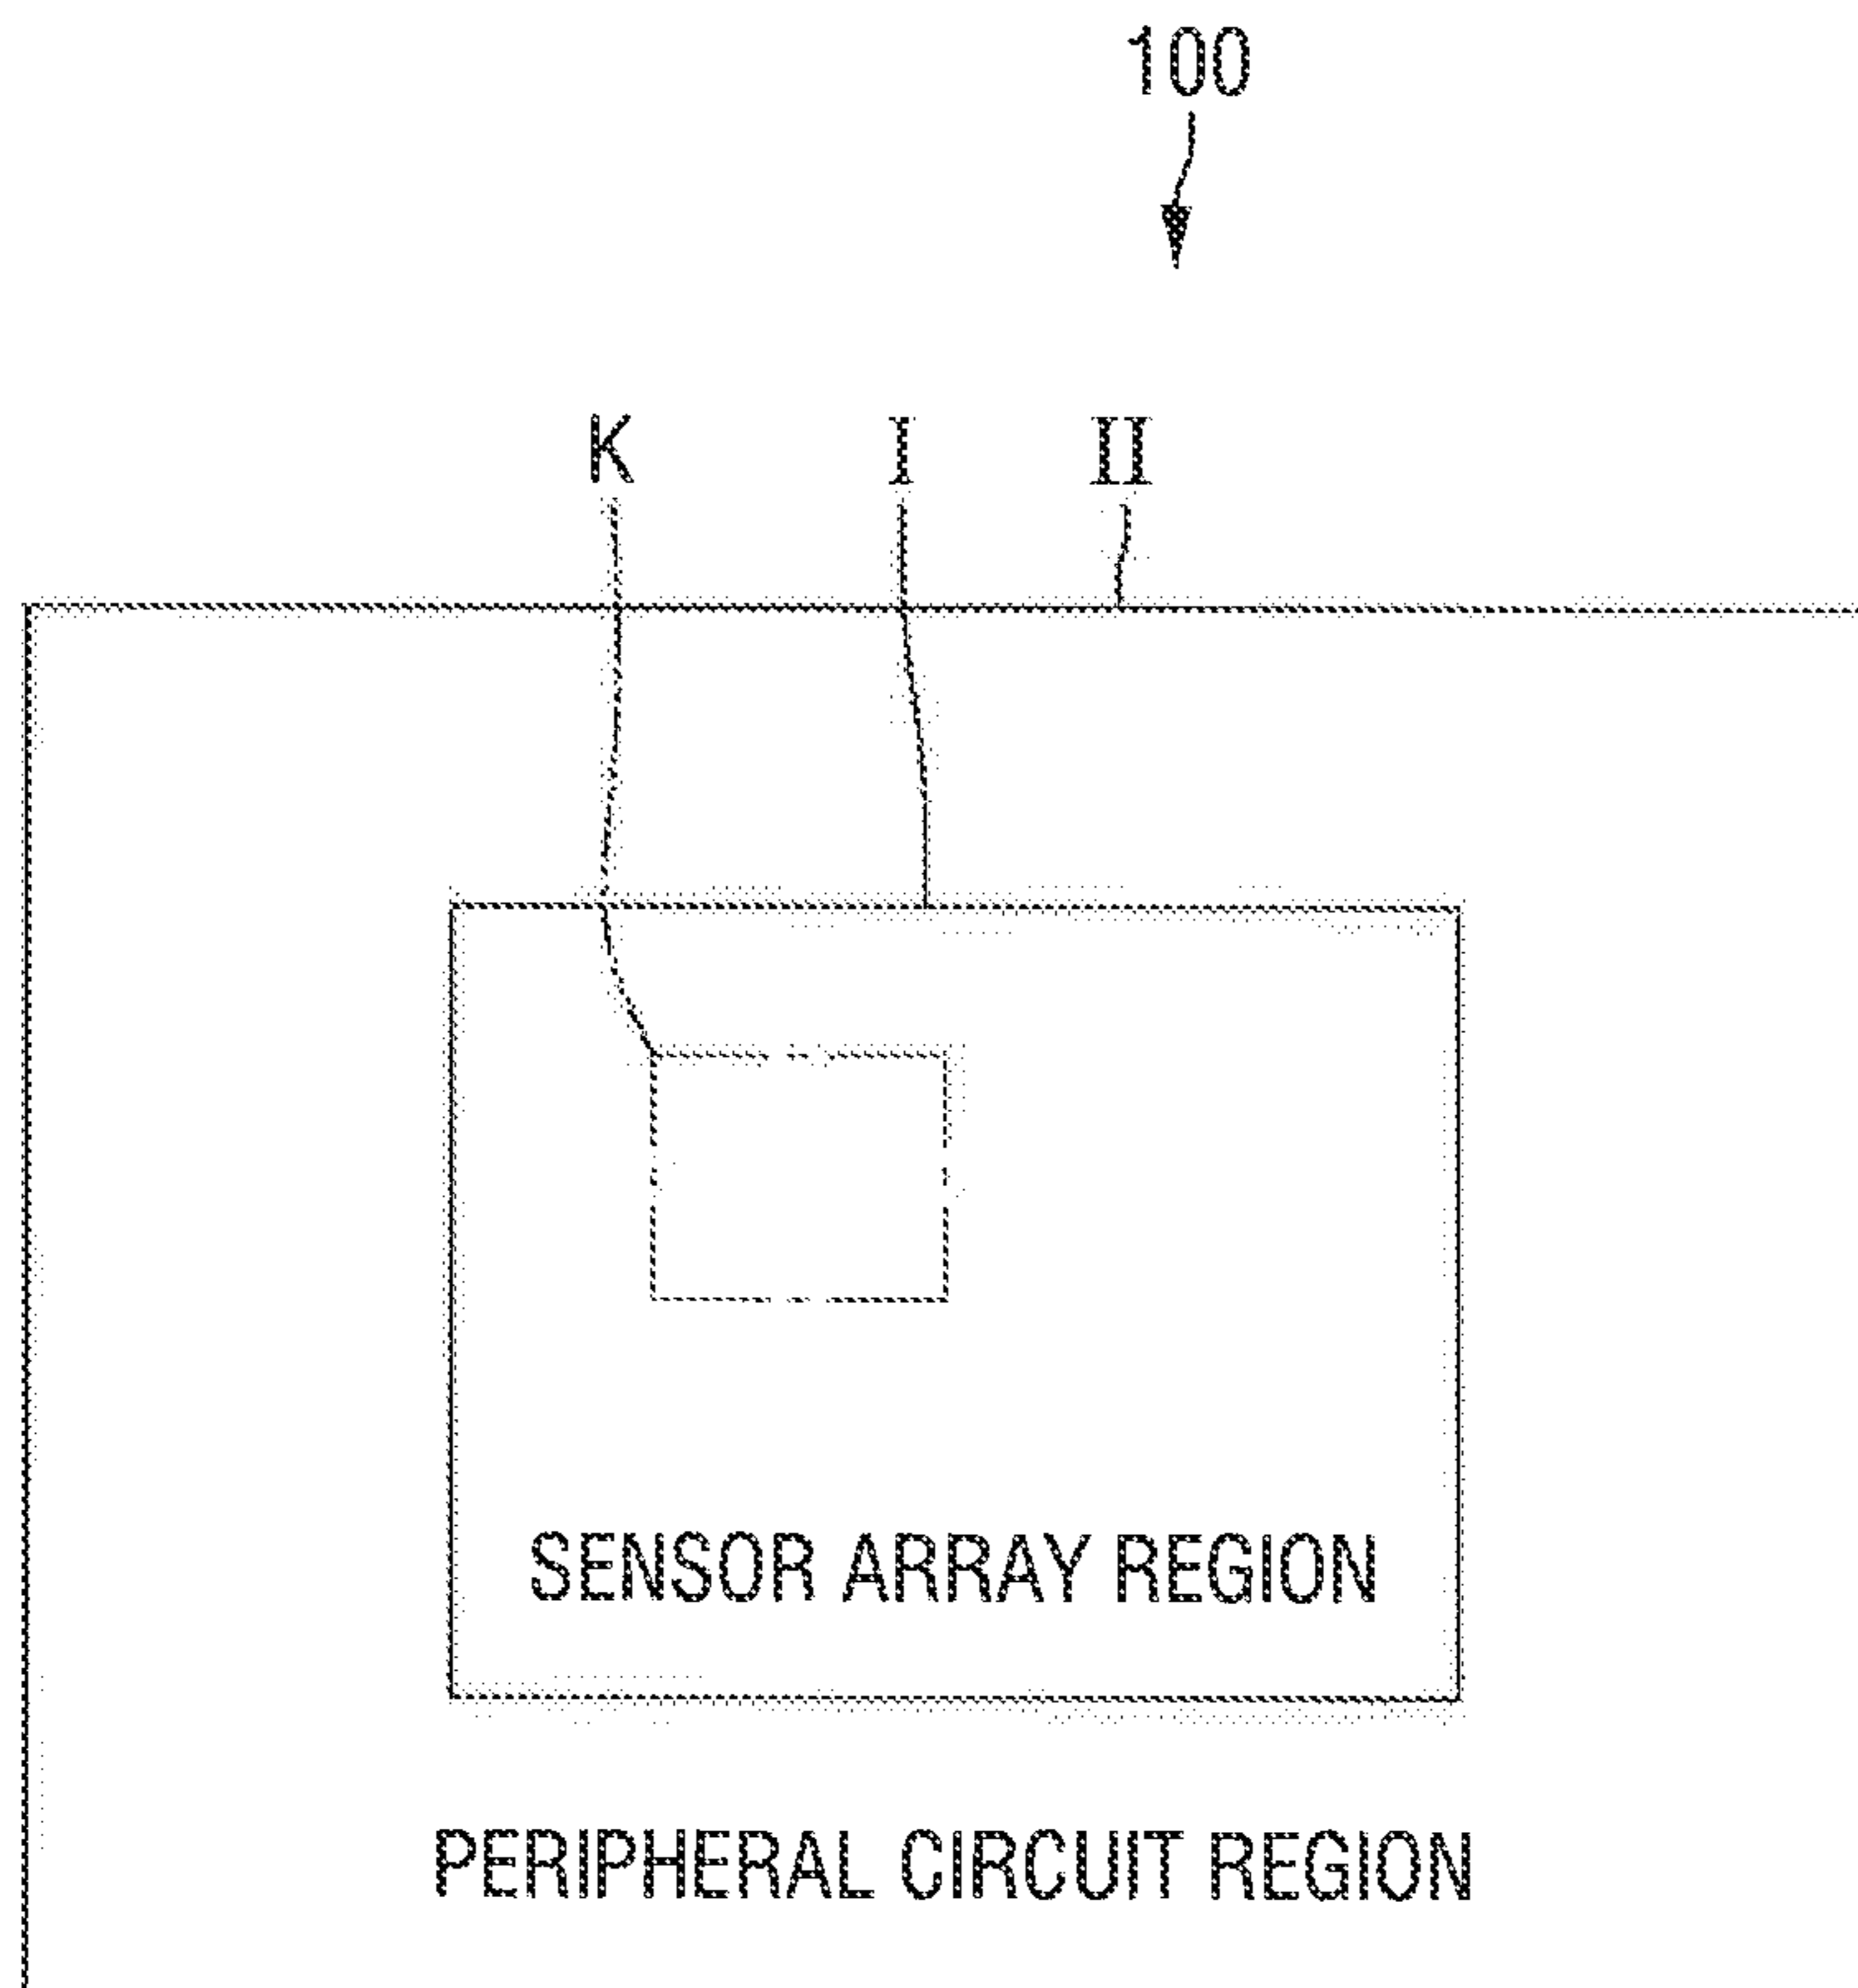 100
K I II
SENSOR ARRAY REGION
PERIPHERAL CIRCUIT REGION